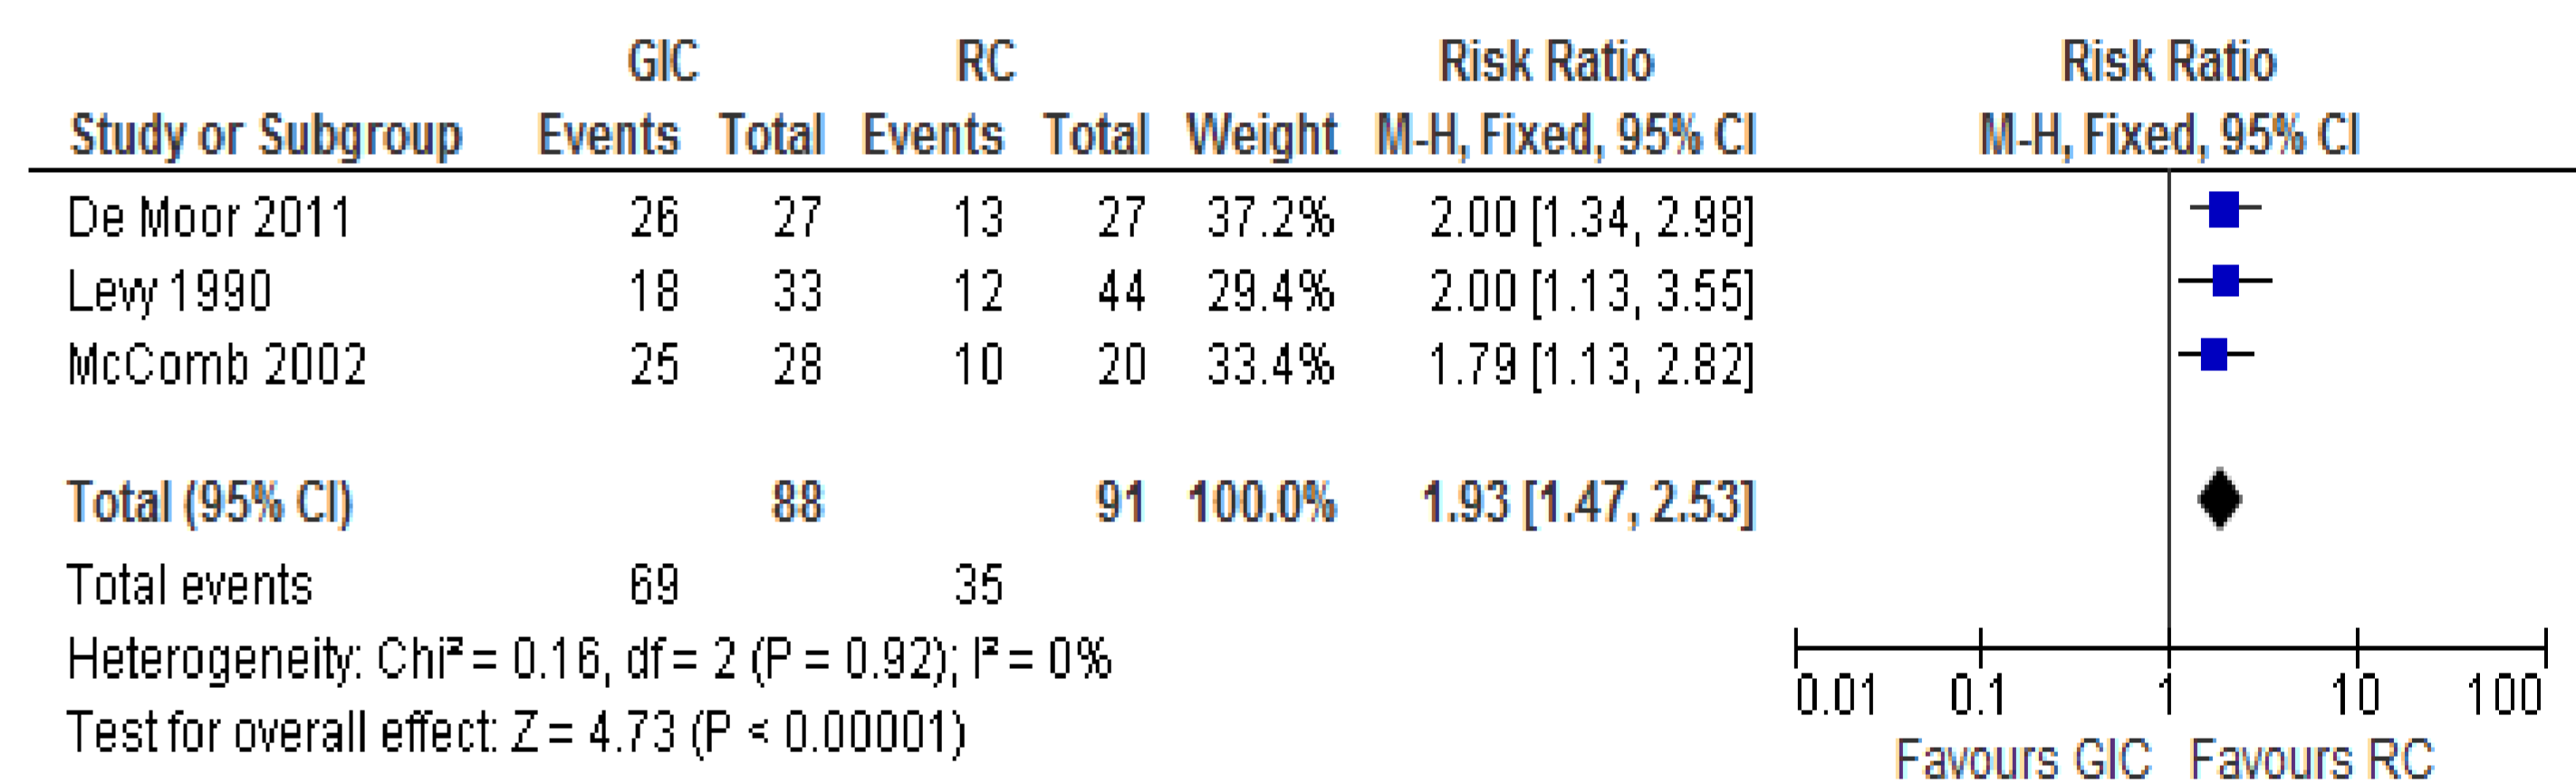 GIC RC Risk Ratio Risk Ratio
Study or Subgroup Events Total Events Total Weight M-H, Fixed, 95% CI M-H, Fixed, 95% CI
De Moor 2011 26 27 13 27 37.2% 2.00 [1.34, 2.98]
Levy 1990 18 33 12 44 29.4% 2.00 [1.13, 3.55]
McComb 2002 25 28 10 20 33.4% 1.79 [1.13, 2.82]
Total (95% CI) 88 91 100.0% 1.93 [1.47, 2.53]
Total events 69 35
Heterogeneity: Chi² = 0.16, df = 2 (P = 0.92); I² = 0%
Test for overall effect: Z = 4.73 (P < 0.00001)
0.01 0.1 1 10 100
Favours GIC Favours RC